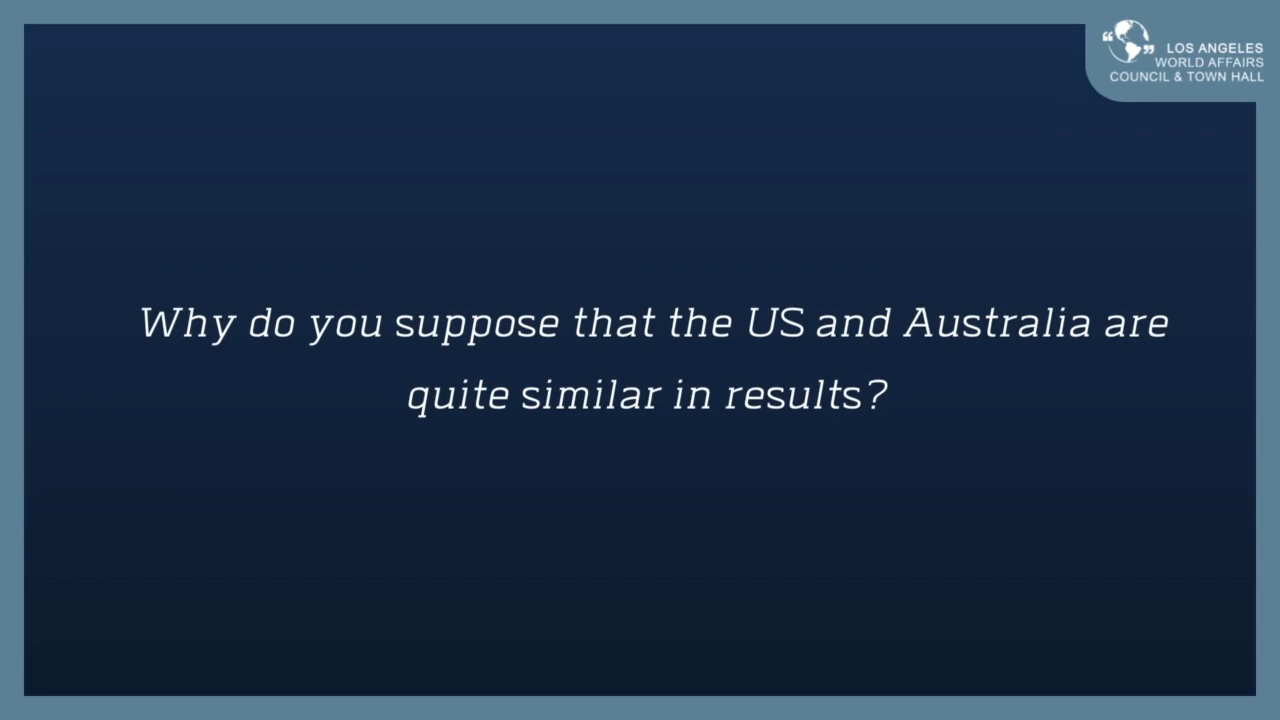 LOS ANGELES
WORLD AFFAIRS
COUNCIL & TOWN HALL
Why do you suppose that the US and Australia are
quite similar in results?